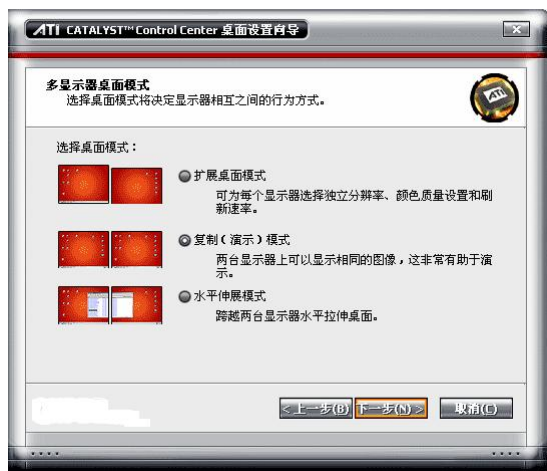 ATI CATALYST™ Control Center 桌面设置向导
多显示器桌面模式
选择桌面模式将决定显示器相互之间的行为方式。
ATI
选择桌面模式：
扩展桌面模式
可为每个显示器选择独立分辨率、颜色质量设置和刷
新速率。
复制(演示)模式
两台显示器上可以显示相同的图像，这非常有助于演
示。
水平伸展模式
跨越两台显示器水平拉伸桌面。
<上一步(B) 下一步(N)> 取消(C)